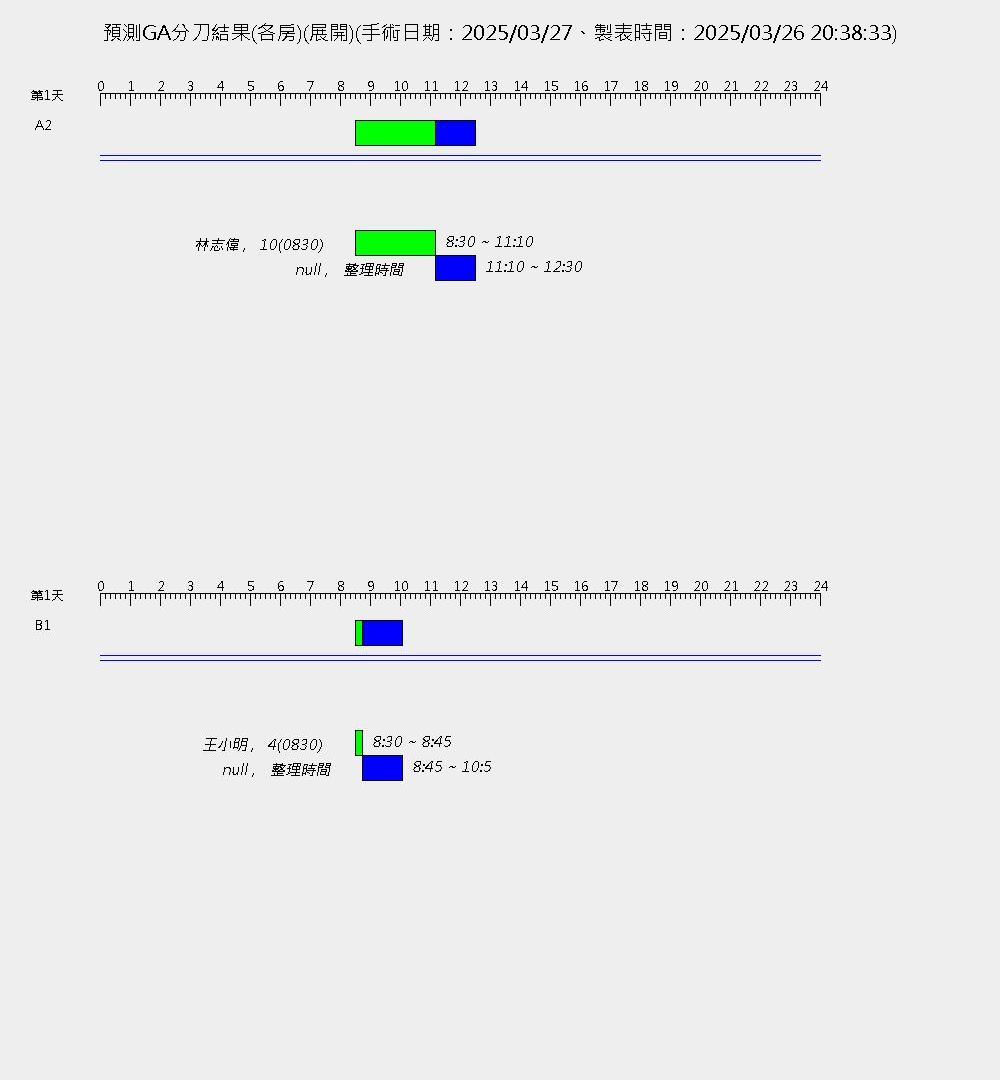 預測GA分刀結果(各房)(展開)(手術日期：2025/03/27、製表時間：2025/03/26 20:38:33)
第1天 0 1 2 3 4 5 6 7 8 9 10 11 12 13 14 15 16 17 18 19 20 21 22 23 24
A2
林志偉， 10(0830) 8:30 ~ 11:10
null， 整理時間 11:10 ~ 12:30
第1天 0 1 2 3 4 5 6 7 8 9 10 11 12 13 14 15 16 17 18 19 20 21 22 23 24
B1
王小明， 4(0830) 8:30 ~ 8:45
null， 整理時間 8:45 ~ 10:5